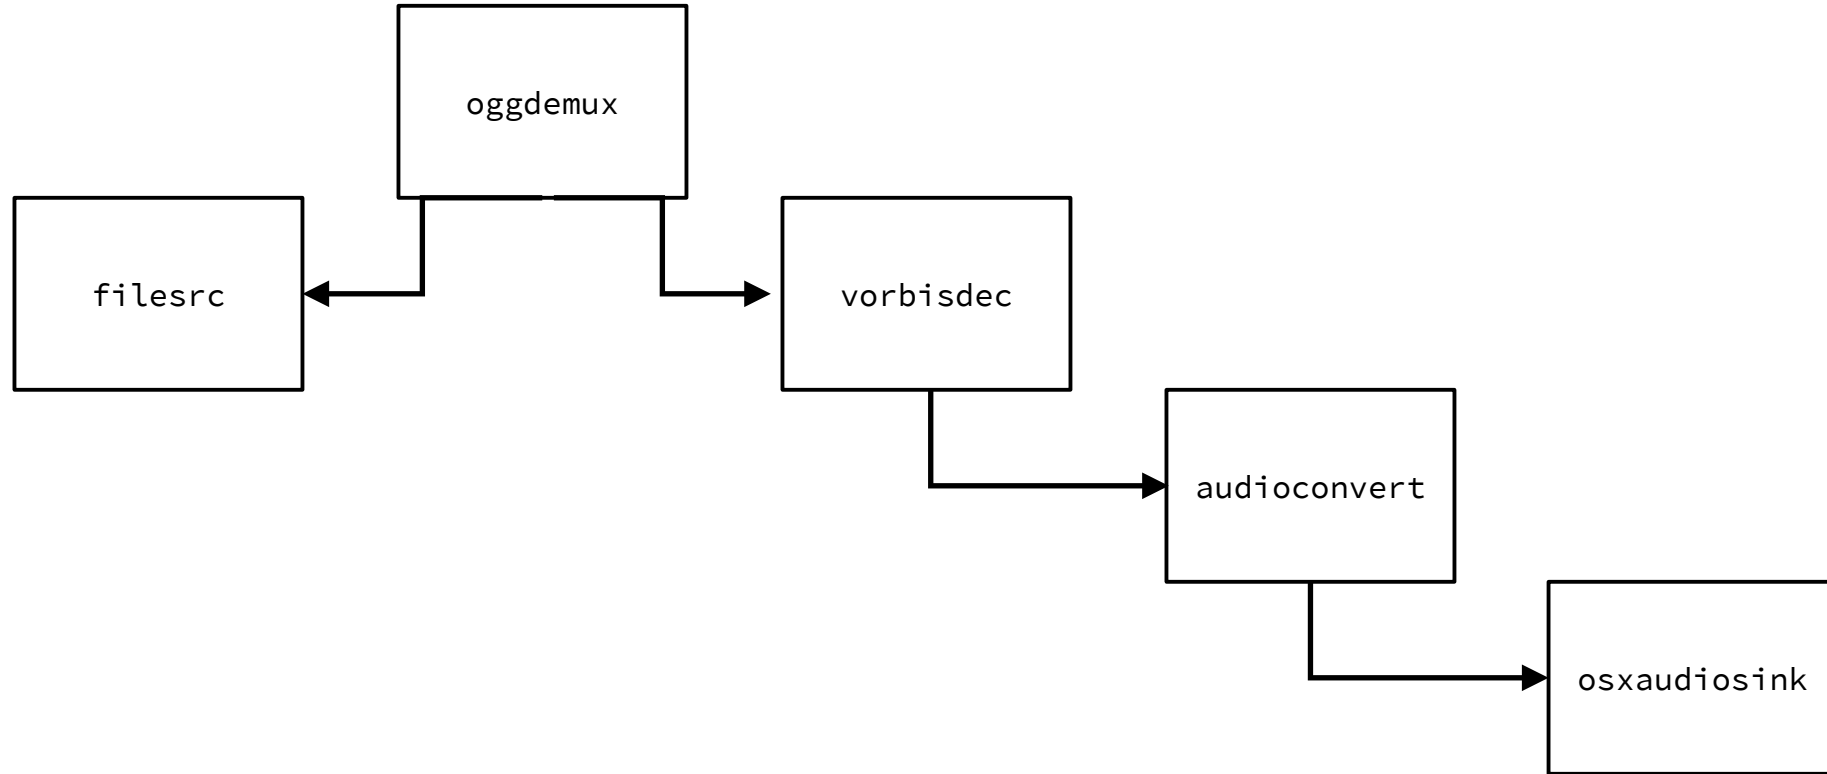 oggdemux
filesrc
vorbisdec
audioconvert
osxaudiosink